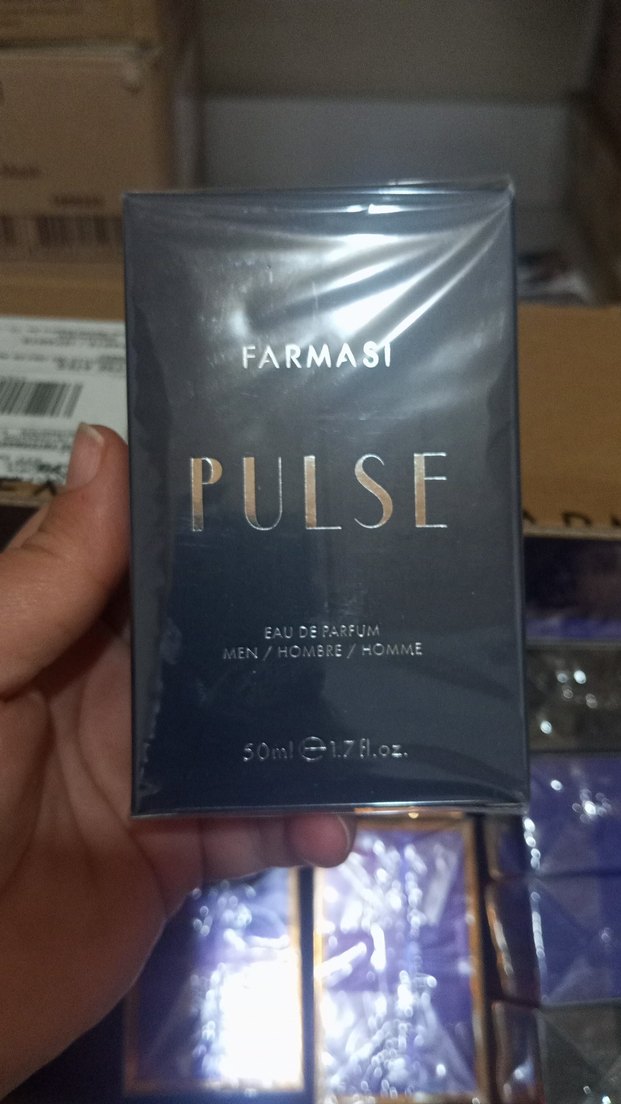 FARMASI
PULSE
EAU DE PARFUM
MEN / HOMBRE / HOMME
50ml ℮ 1.7 fl.oz.